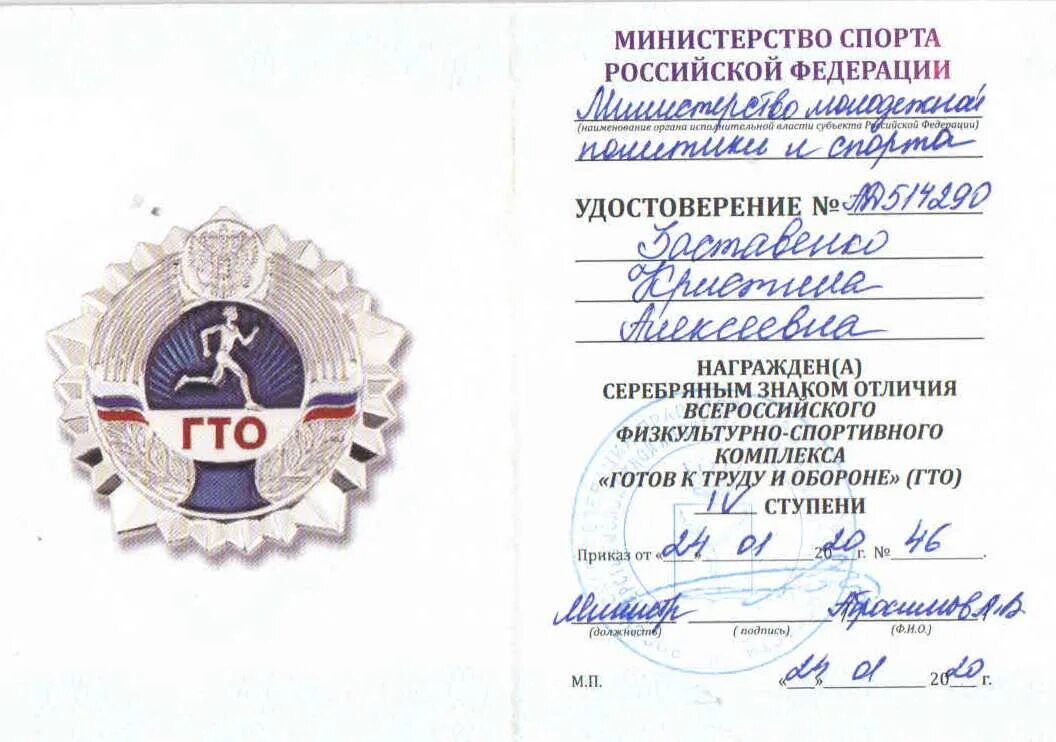 ГТО
МИНИСТЕРСТВО СПОРТА
РОССИЙСКОЙ ФЕДЕРАЦИИ
Министерство молодежной
(наименование органа исполнительной власти субъекта Российской Федерации)
политики и спорта
УДОСТОВЕРЕНИЕ № АД514290
Заставенко
Кристина
Алексеевна
НАГРАЖДЕН(А)
СЕРЕБРЯНЫМ ЗНАКОМ ОТЛИЧИЯ
ВСЕРОССИЙСКОГО
ФИЗКУЛЬТУРНО-СПОРТИВНОГО
КОМПЛЕКСА
«ГОТОВ К ТРУДУ И ОБОРОНЕ» (ГТО)
IV СТУПЕНИ
Приказ от «24» 01 2020 г. № 46.
Министр Абросимов А.В
(должность) (подпись) (Ф.И.О.)
М.П. «24» 01 2020 г.